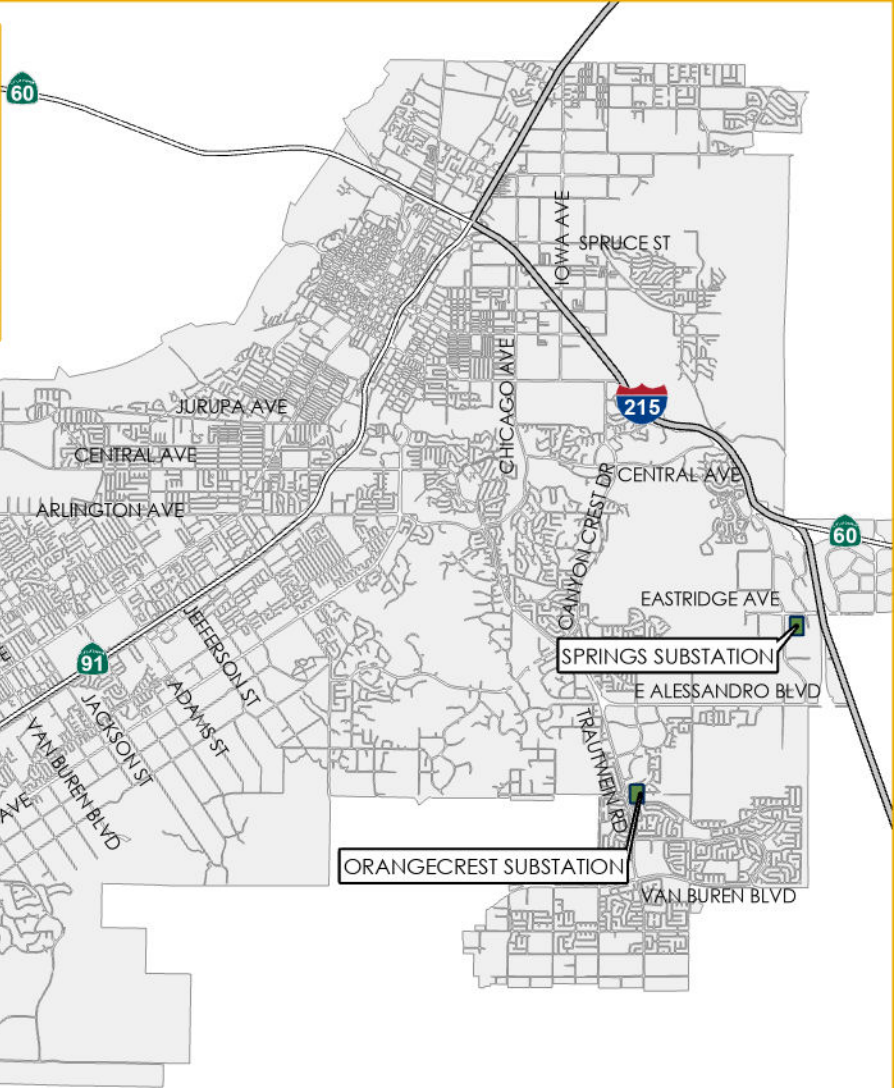 60
IOWA AVE
SPRUCE ST
CHICAGO AVE
JURUPA AVE
215
CENTRAL AVE
CENTRAL AVE
CANYON CREST DR
ARLINGTON AVE
60
EASTRIDGE AVE
JEFFERSON ST
91
SPRINGS SUBSTATION
E ALESSANDRO BLVD
ADAMS ST
JACKSON ST
TRAUTWEIN RD
VAN BUREN BLVD
AVE
ORANGECREST SUBSTATION
VAN BUREN BLVD